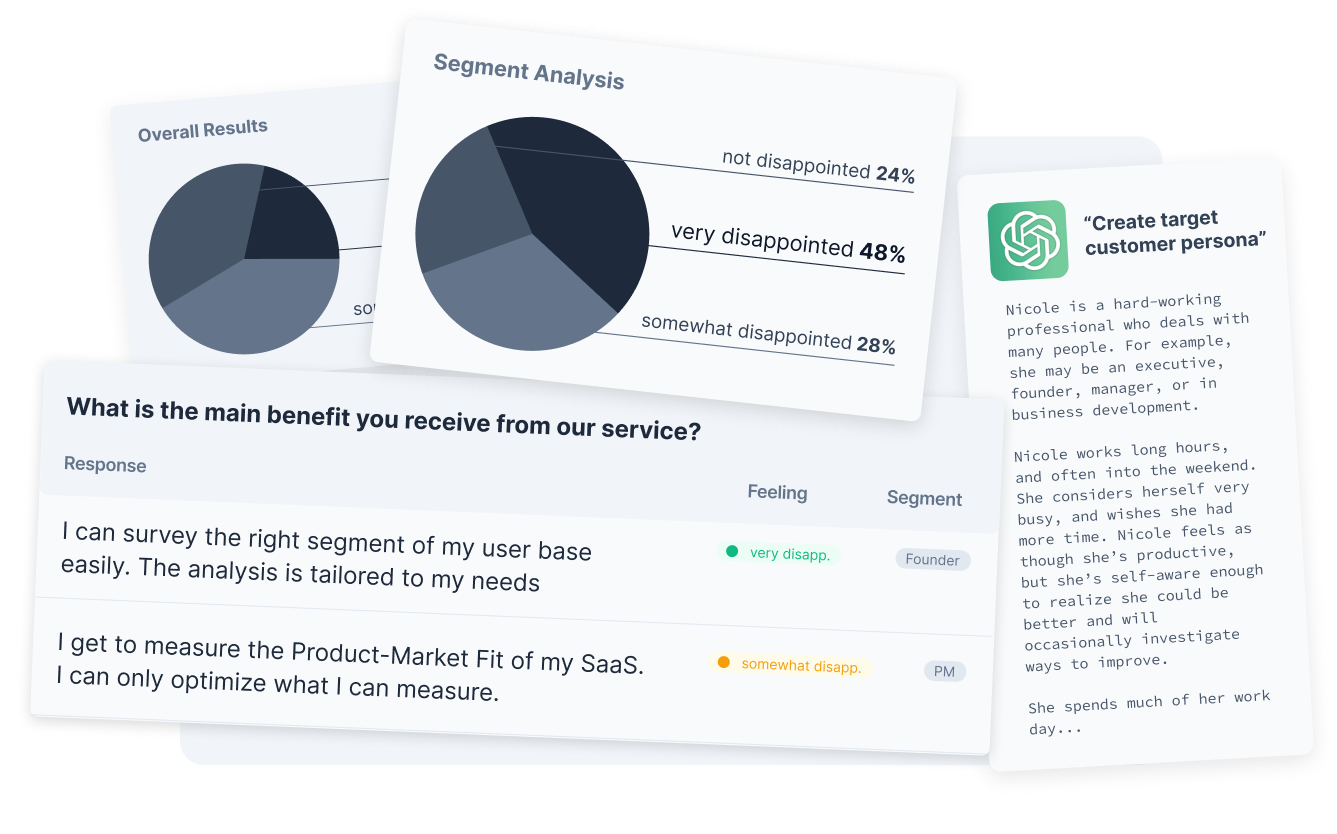 Segment Analysis
not disappointed 24%
very disappointed 48%
somewhat disappointed 28%
Overall Results
“Create target
customer persona”
Nicole is a hard-working
professional who deals with
many people. For example,
she may be an executive,
founder, manager, or in
business development.
Nicole works long hours,
and often into the weekend.
She considers herself very
busy, and wishes she had
more time. Nicole feels as
though she’s productive,
but she’s self-aware enough
to realize she could be
better and will
occasionally investigate
ways to improve.
She spends much of her work
day...
What is the main benefit you receive from our service?
Response Feeling Segment
I can survey the right segment of my user base
easily. The analysis is tailored to my needs
very disapp. Founder
I get to measure the Product-Market Fit of my SaaS.
I can only optimize what I can measure.
somewhat disapp. PM